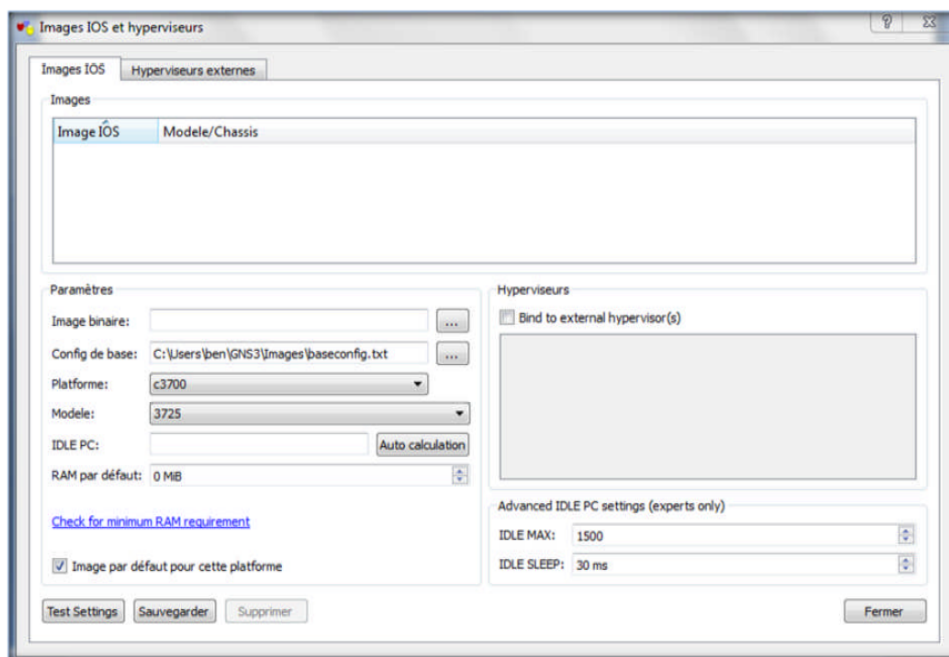 Images IOS et hyperviseurs
Images IOS
Hyperviseurs externes
Images
Image IOS
Modele/Chassis
Paramètres
Image binaire:
...
Config de base: C:\Users\ben\GNS3\Images\baseconfig.txt
...
Platforme: c3700
Modele: 3725
IDLE PC:
Auto calculation
RAM par défaut: 0 MiB
Check for minimum RAM requirement
Image par défaut pour cette platforme
Hyperviseurs
Bind to external hypervisor(s)
Advanced IDLE PC settings (experts only)
IDLE MAX: 1500
IDLE SLEEP: 30 ms
Test Settings
Sauvegarder
Supprimer
Fermer